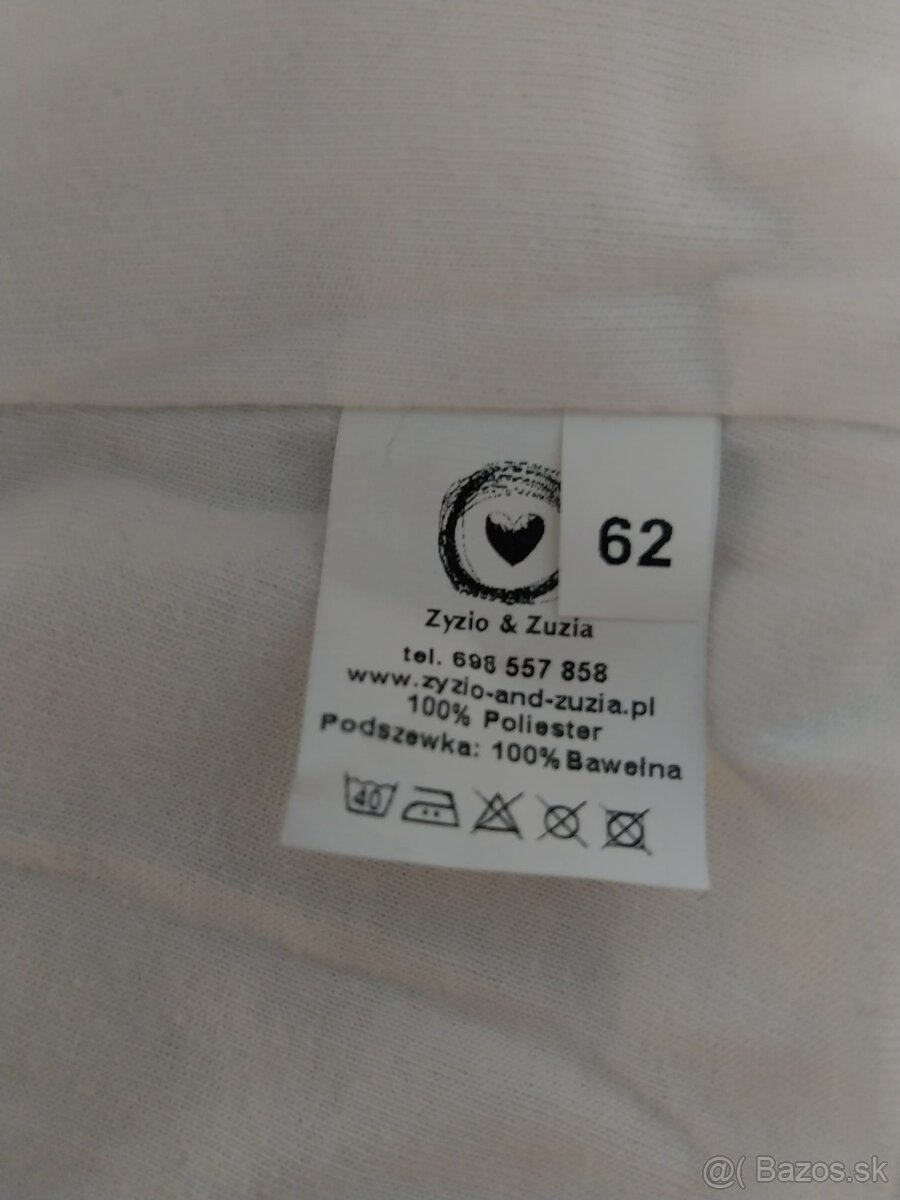 62
Zyzio & Zuzia
tel. 698 557 858
www.zyzio-and-zuzia.pl
100% Poliester
Podszewka: 100% Bawełna
40
@( Bazos.sk